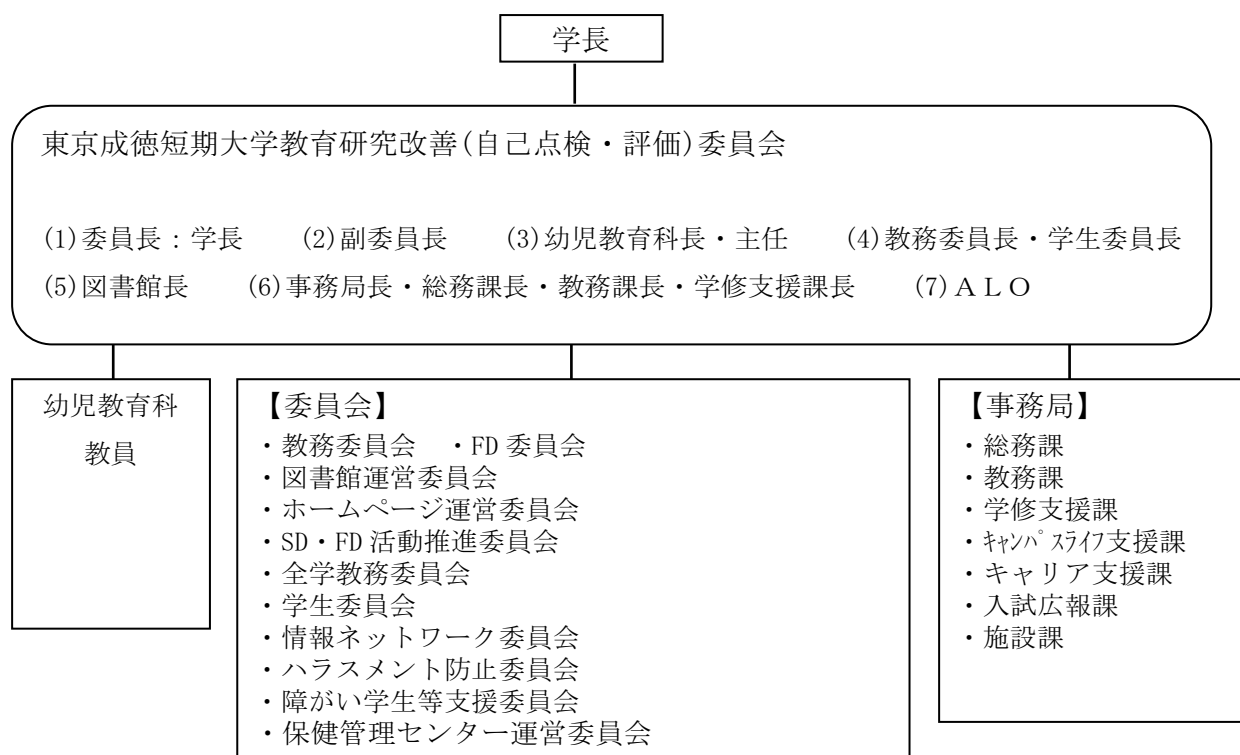 学長
東京成徳短期大学教育研究改善(自己点検・評価)委員会
(1)委員長：学長　(2)副委員長　(3)幼児教育科長・主任　(4)教務委員長・学生委員長
(5)図書館長　(6)事務局長・総務課長・教務課長・学修支援課長　(7)ＡＬＯ
幼児教育科
教員
【委員会】
・教務委員会　・FD委員会
・図書館運営委員会
・ホームページ運営委員会
・SD・FD活動推進委員会
・全学教務委員会
・学生委員会
・情報ネットワーク委員会
・ハラスメント防止委員会
・障がい学生等支援委員会
・保健管理センター運営委員会
【事務局】
・総務課
・教務課
・学修支援課
・ｷｬﾝﾊﾟｽﾗｲﾌ支援課
・キャリア支援課
・入試広報課
・施設課